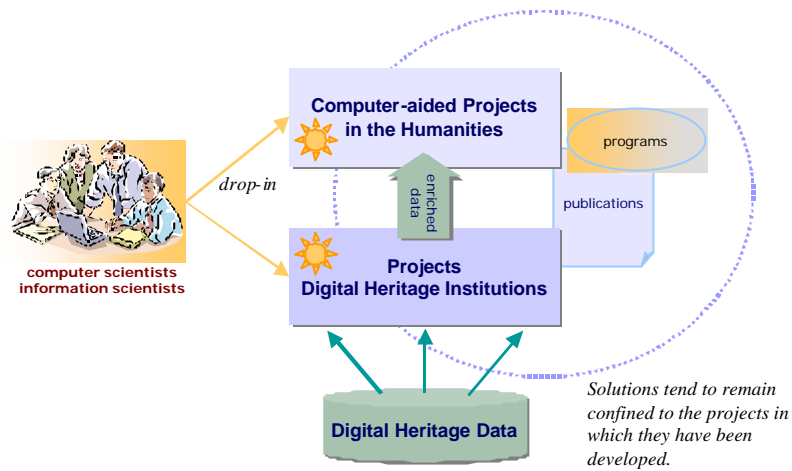 Computer-aided Projects
in the Humanities
programs
drop-in
enriched
data
publications
computer scientists
information scientists
Projects
Digital Heritage Institutions
Digital Heritage Data
Solutions tend to remain
confined to the projects in
which they have been
developed.